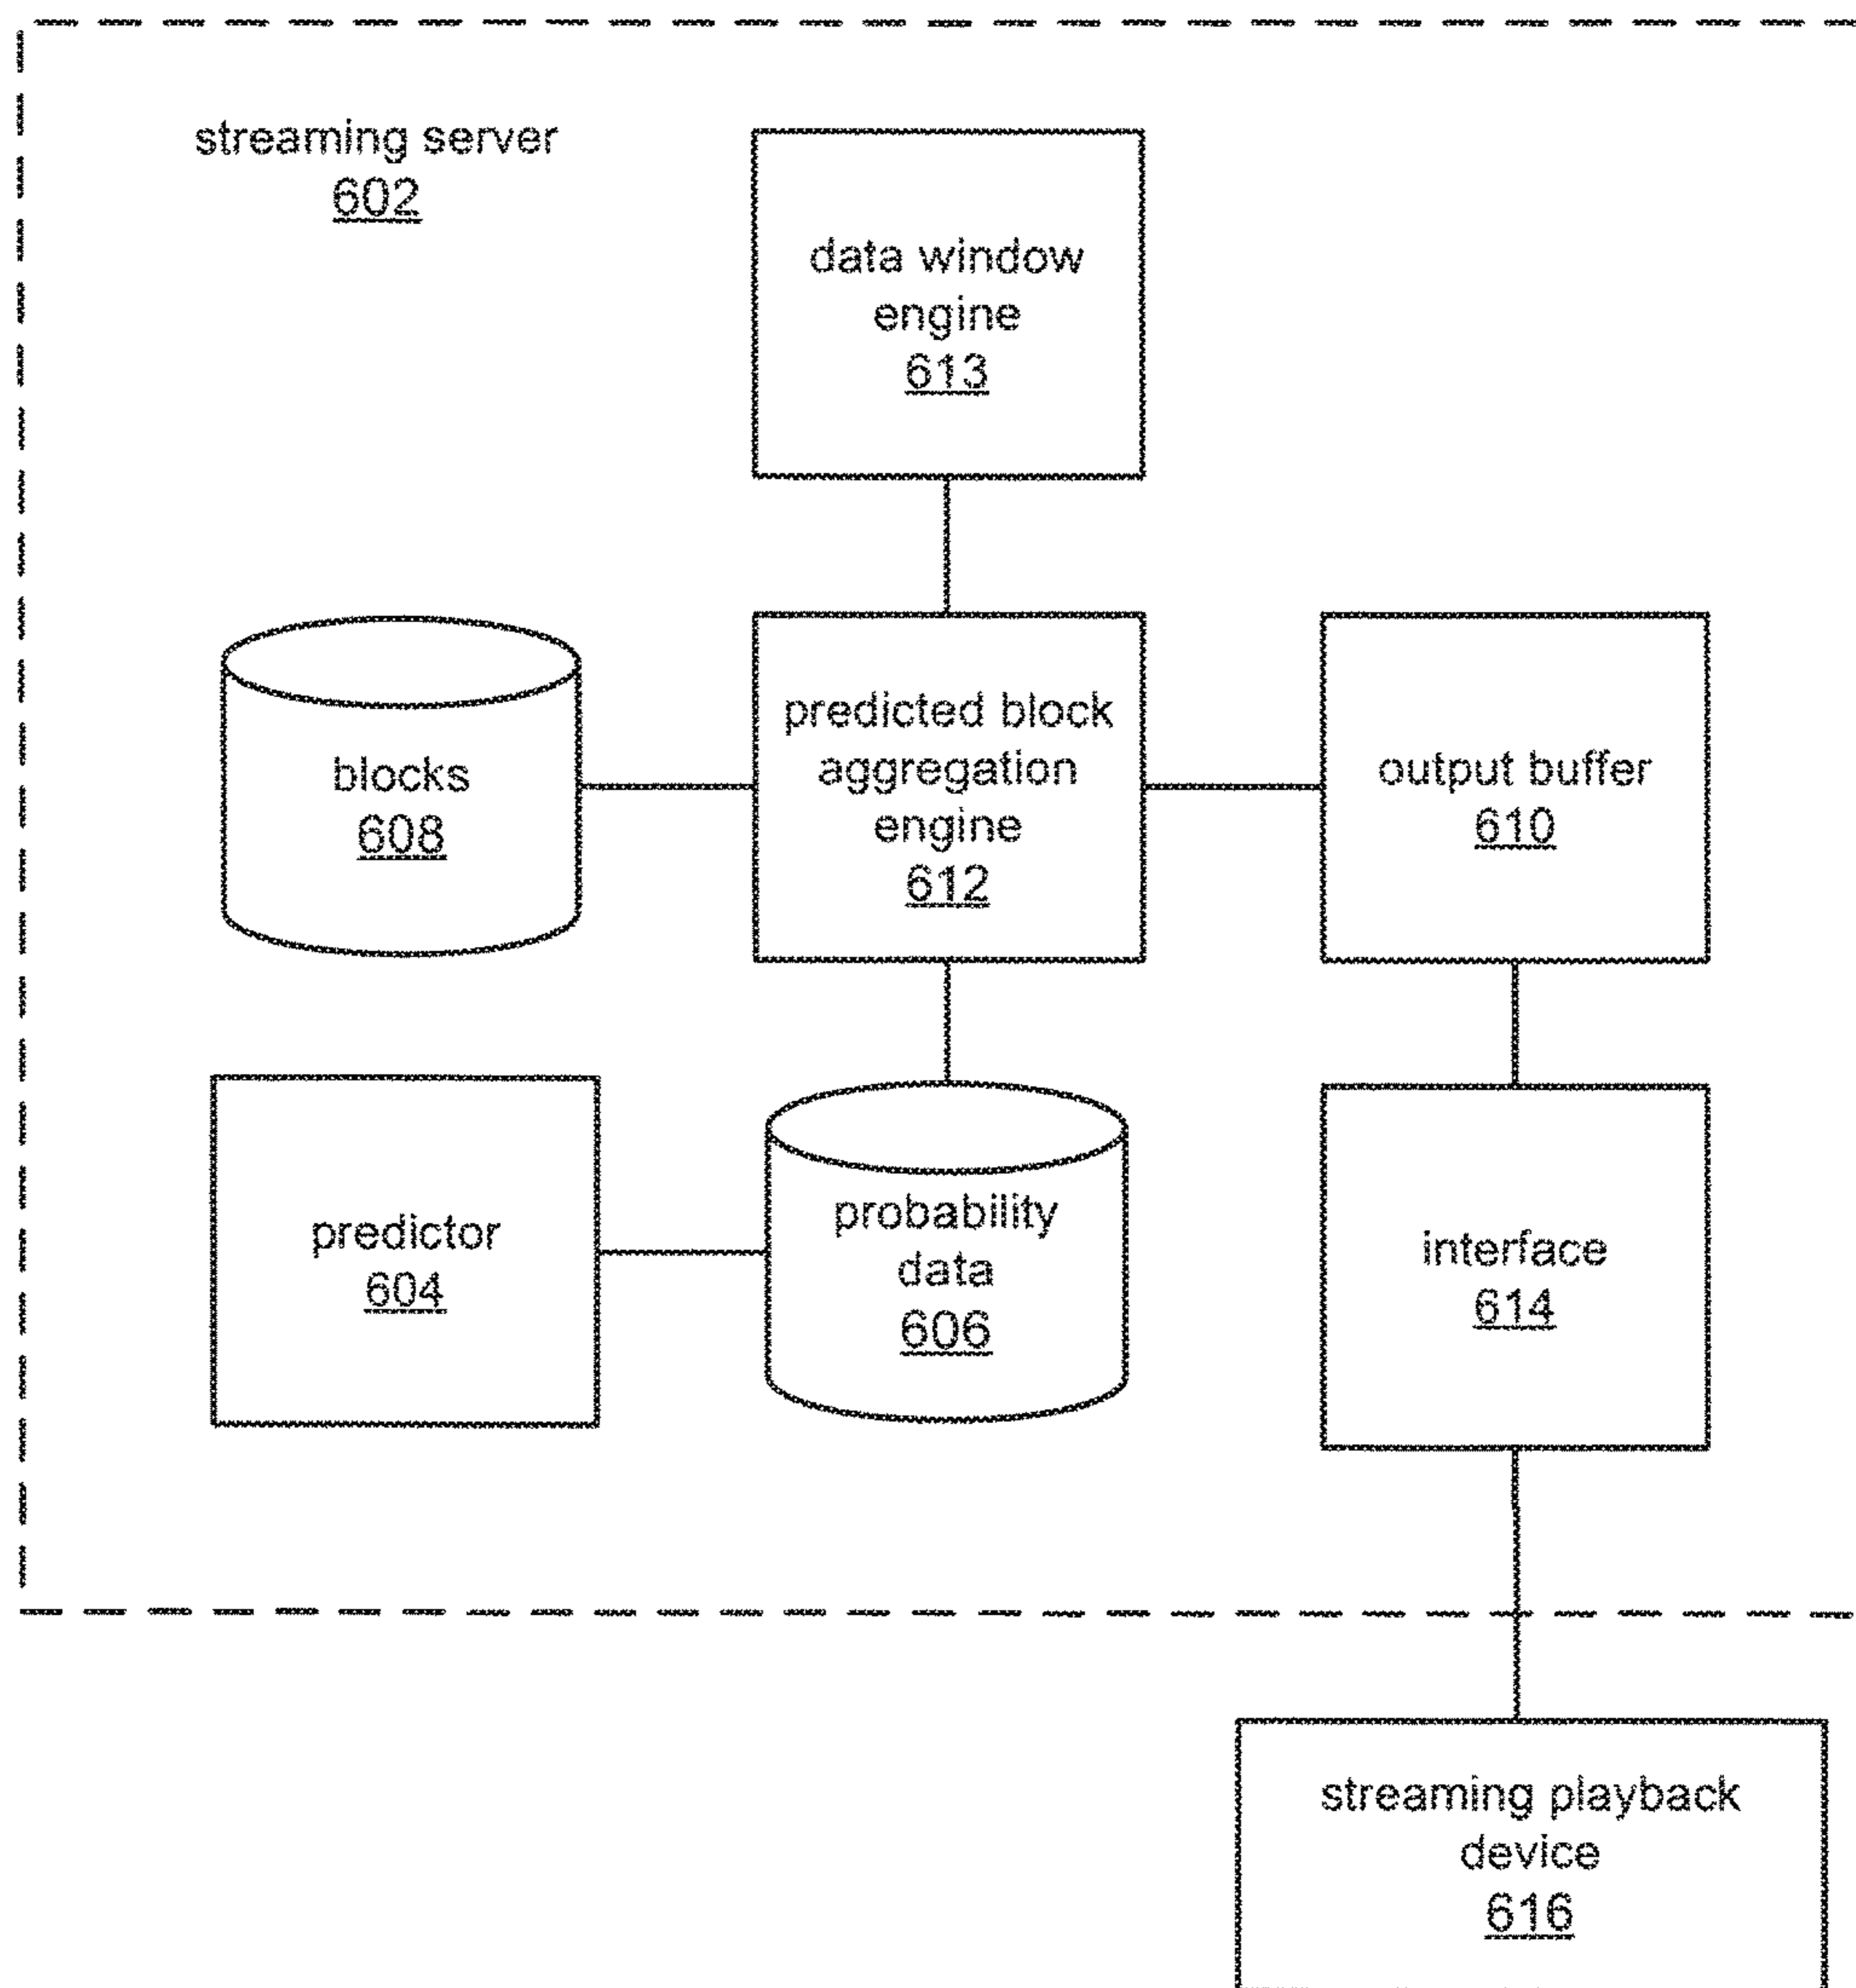 streaming server
602
data window
engine
613
blocks
608
predicted block
aggregation
engine
612
output buffer
610
predictor
604
probability
data
606
interface
614
streaming playback
device
616